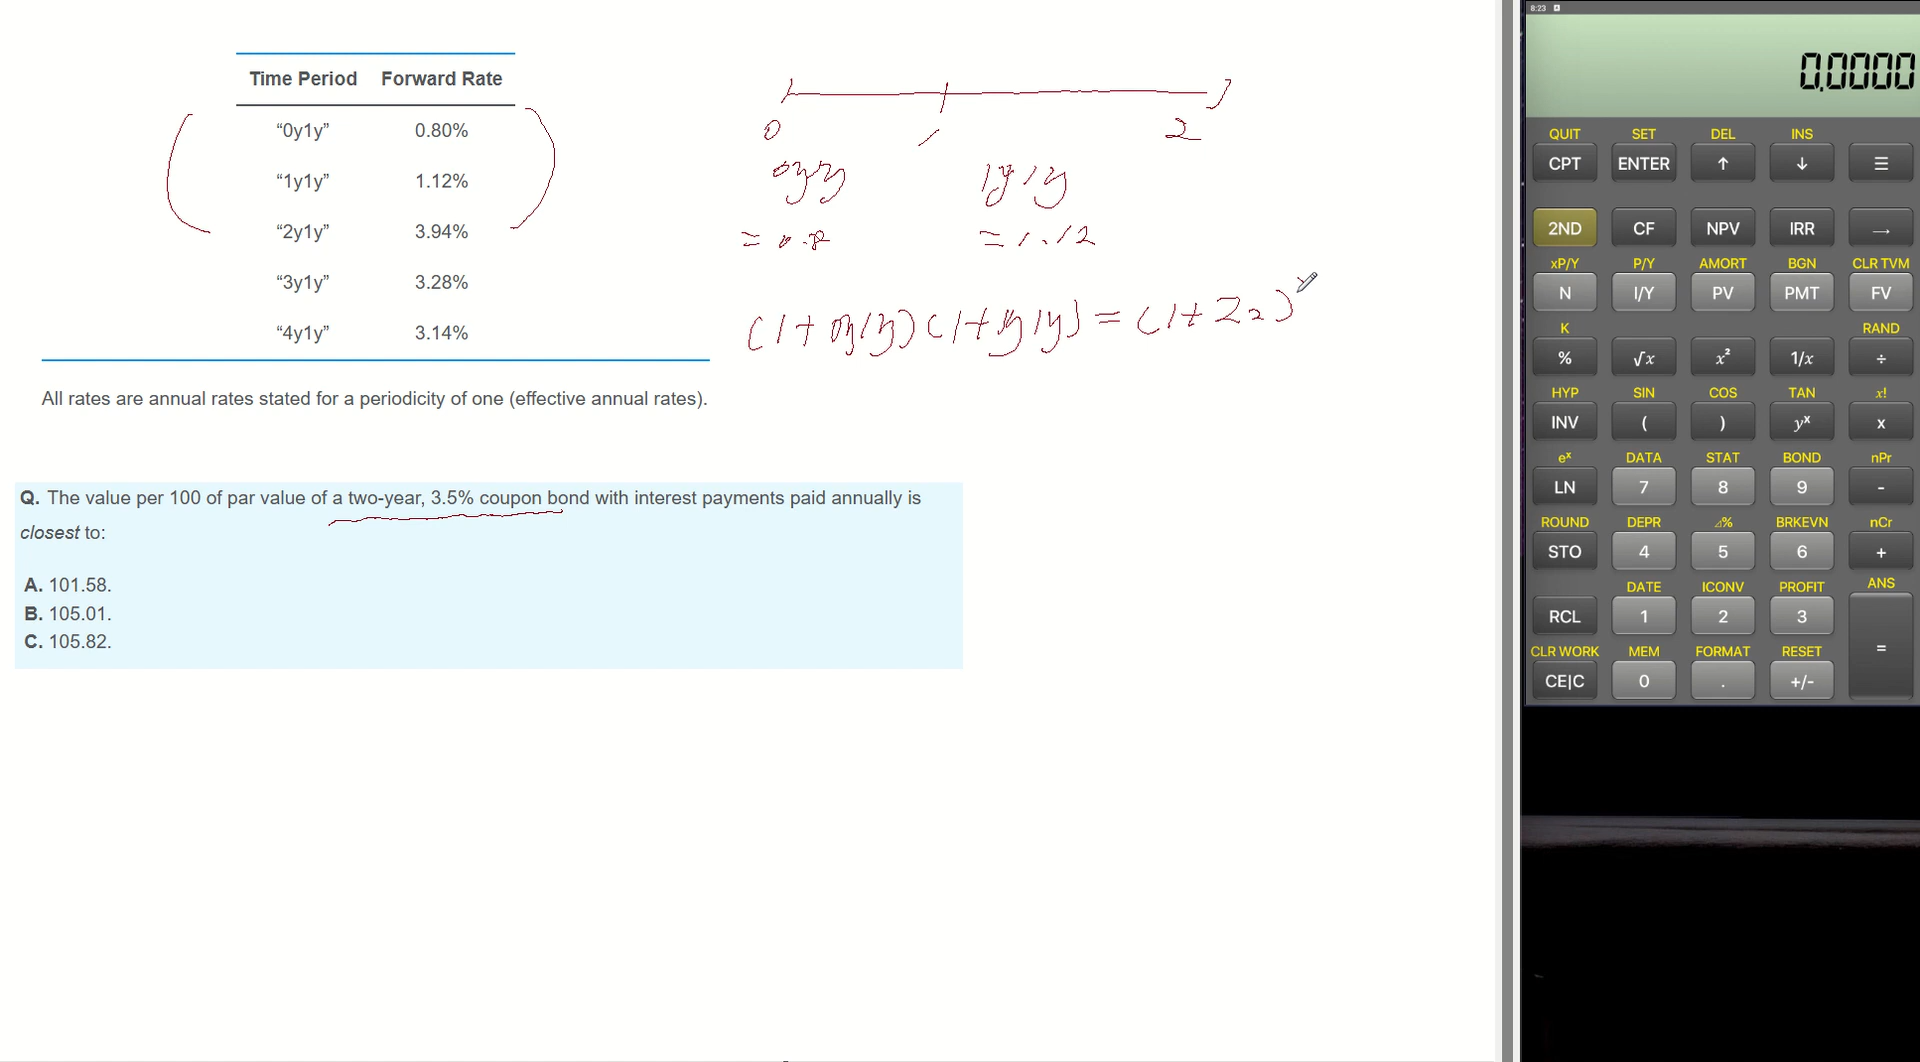 Time Period Forward Rate
“0y1y” 0.80%
“1y1y” 1.12%
“2y1y” 3.94%
“3y1y” 3.28%
“4y1y” 3.14%
All rates are annual rates stated for a periodicity of one (effective annual rates).
Q. The value per 100 of par value of a two-year, 3.5% coupon bond with interest payments paid annually is
closest to:
A. 101.58.
B. 105.01.
C. 105.82.
0 1 2
1y1y
= 0.8 = 1.12
(1+0y1y)(1+1y1y) = (1+Z2)
8:23
0.0000
QUIT SET DEL INS
CPT ENTER ↑ ↓ ☰
2ND CF NPV IRR →
xP/Y P/Y AMORT BGN CLR TVM
N I/Y PV PMT FV
K RAND
% √x x² 1/x ÷
HYP SIN COS TAN x!
INV ( ) yˣ x
eˣ DATA STAT BOND nPr
LN 7 8 9 -
ROUND DEPR ⊿% BRKEVN nCr
STO 4 5 6 +
DATE ICONV PROFIT ANS
RCL 1 2 3
CLR WORK MEM FORMAT RESET
CE|C 0 . +/- =